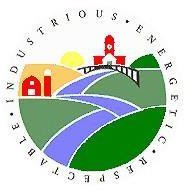 RESPECTABLE • INDUSTRIOUS • ENERGETIC •